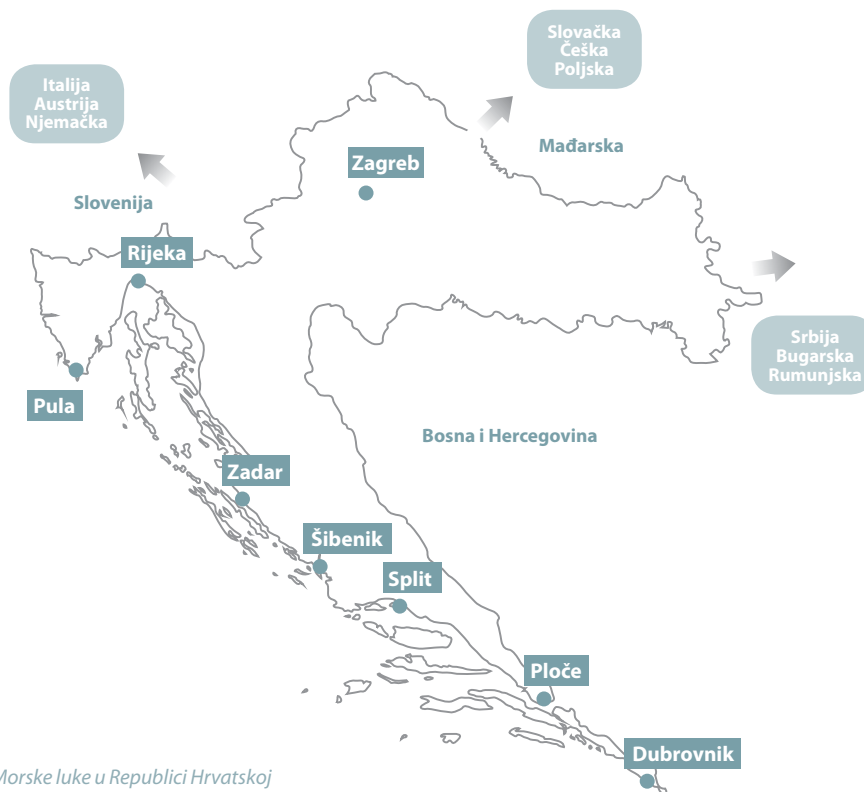 Slovačka
Češka
Poljska
Italija
Austrija
Njemačka
Mađarska
Zagreb
Slovenija
Rijeka
Srbija
Bugarska
Rumunjska
Pula
Bosna i Hercegovina
Zadar
Šibenik
Split
Ploče
Dubrovnik
Morske luke u Republici Hrvatskoj